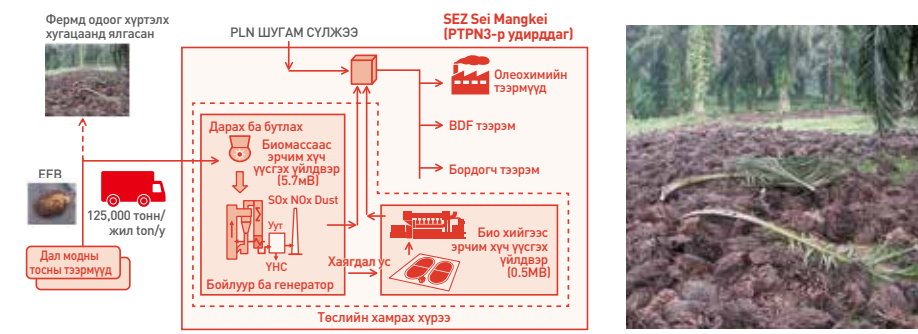 Фермд одоог хүртэлх
хугацаанд ялгасан
PLN ШУГАМ СҮЛЖЭЭ
SEZ Sei Mangkei
(PTPN3-р удирддаг)
Олеохимийн
тээрмүүд
BDF тээрэм
Бордогч тээрэм
Дарах ба бутлах
Биомассаас
эрчим хүч
үүсгэх үйлдвэр
(5.7мВ)
SOx NOx Dust
Уут
ҮНС
Бойлуур ба генератор
EFB
125,000 тонн/
жил ton/y
Дал модны
тосны тээрмүүд
Хаягдал ус
Био хийгээс
эрчим хүч үүсгэх
үйлдвэр
(0.5МВ)
Төслийн хамрах хүрээ